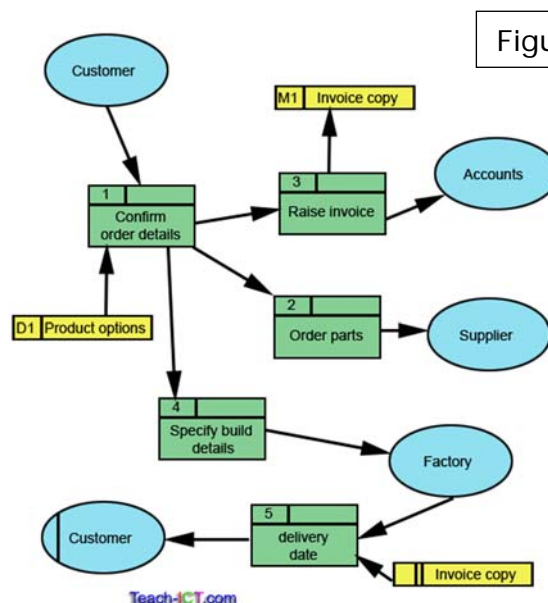 Figu
Customer
M1 Invoice copy
3
Raise invoice
Accounts
1
Confirm
order details
D1 Product options
2
Order parts
Supplier
4
Specify build
details
Factory
5
delivery
date
Customer
Invoice copy
Teach-ICT.com